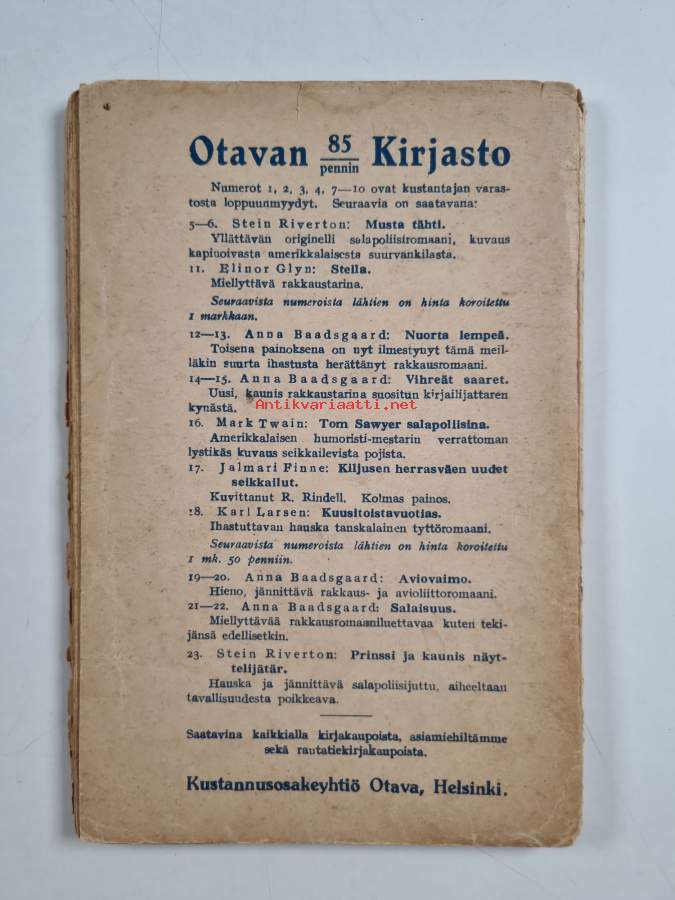 Otavan 85 pennin Kirjasto
Numerot 1, 2, 3, 4, 7—10 ovat kustantajan varas-
tosta loppuunmyydyt. Seuraavia on saatavana:
5—6. Stein Riverton: Musta tähti.
Yllättävän originelli salapoliisiromaani, kuvaus
kapinoivasta amerikkalaisesta suurvankilasta.
11. Elinor Glyn: Stella.
Miellyttävä rakkaustarina.
Seuraavista numeroista lähtien on hinta koroitettu
1 markkaan.
12—13. Anna Baadsgaard: Nuorta lempeä.
Toisena painoksena on nyt ilmestynyt tämä meil-
läkin suurta ihastusta herättänyt rakkausromaani.
14—15. Anna Baadsgaard: Vihreät saaret.
Uusi, kaunis rakkaustarina suositun kirjailijattaren
kynästä.
Antikvariaatti.net
16. Mark Twain: Tom Sawyer salapoliisina.
Amerikkalaisen humoristi-mestarin verrattoman
lystikäs kuvaus seikkailevista pojista.
17. Jalmari Finne: Kiljusen herrasväen uudet
seikkailut.
Kuvittanut R. Rindell. Kolmas painos.
18. Karl Larsen: Kuusitoistavuotias.
Ihastuttavan hauska tanskalainen tyttöromaani.
Seuraavista numeroista lähtien on hinta koroitettu
1 mk. 50 penniin.
19—20. Anna Baadsgaard: Aviovaimo.
Hieno, jännittävä rakkaus- ja avioliittoromaani.
21—22. Anna Baadsgaard: Salaisuus.
Miellyttävää rakkausromaaniluettavaa kuten teki-
jänsä edellisetkin.
23. Stein Riverton: Prinssi ja kaunis näyt-
telijätär.
Hauska ja jännittävä salapoliisijuttu, aiheeltaan
tavallisuudesta poikkeava.
Saatavina kaikkialla kirjakaupoista, asiamiehiltämme
sekä rautatiekirjakaupoista.
Kustannusosakeyhtiö Otava, Helsinki.